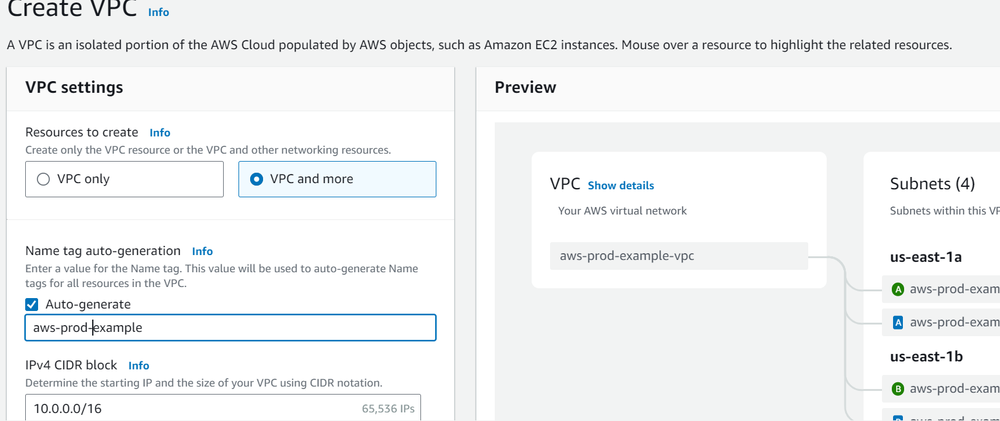 Create VPC Info
A VPC is an isolated portion of the AWS Cloud populated by AWS objects, such as Amazon EC2 instances. Mouse over a resource to highlight the related resources.
VPC settings
Resources to create Info
Create only the VPC resource or the VPC and other networking resources.
VPC only
VPC and more
Name tag auto-generation Info
Enter a value for the Name tag. This value will be used to auto-generate Name
tags for all resources in the VPC.
Auto-generate
aws-prod-example
IPv4 CIDR block Info
Determine the starting IP and the size of your VPC using CIDR notation.
10.0.0.0/16 65,536 IPs
Preview
VPC Show details
Your AWS virtual network
aws-prod-example-vpc
Subnets (4)
Subnets within this VP
us-east-1a
A aws-prod-exam
A aws-prod-exam
us-east-1b
B aws-prod-exam